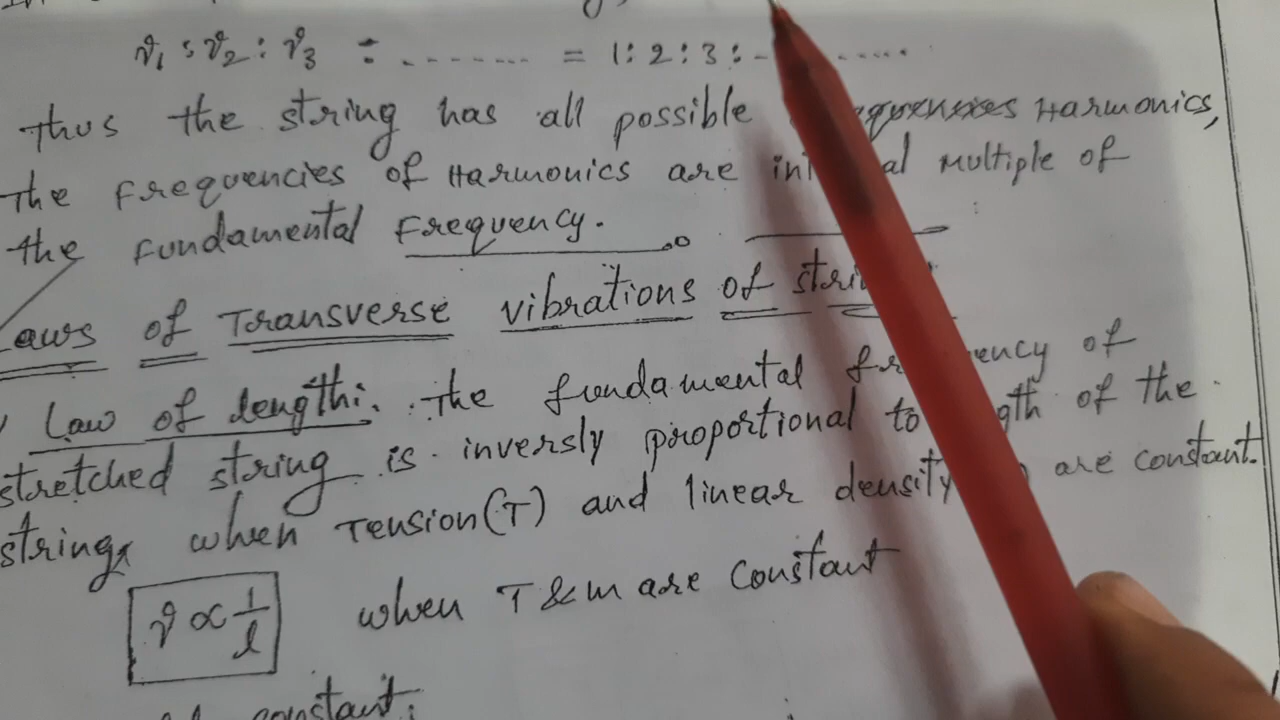 ν₁ : ν₂ : ν₃ : ....... = 1 : 2 : 3 : - .....
Thus the string has all possible Harmonics,
The Frequencies of Harmonics are al Multiple of
the Fundamental Frequency.
Laws of Transverse vibrations of
Law of length: The fundamental of
stretched string is inversly proportional to of the
string, when Tension(T) and linear density are constant.
ν ∝ 1/l when T & m are constant
constant: